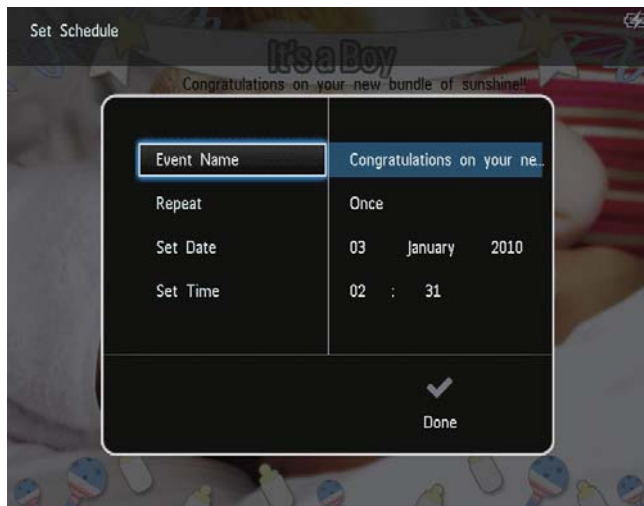 Set Schedule
It's a Boy
Congratulations on your new bundle of sunshine!!
Event Name Congratulations on your ne...
Repeat Once
Set Date 03 January 2010
Set Time 02 : 31
Done